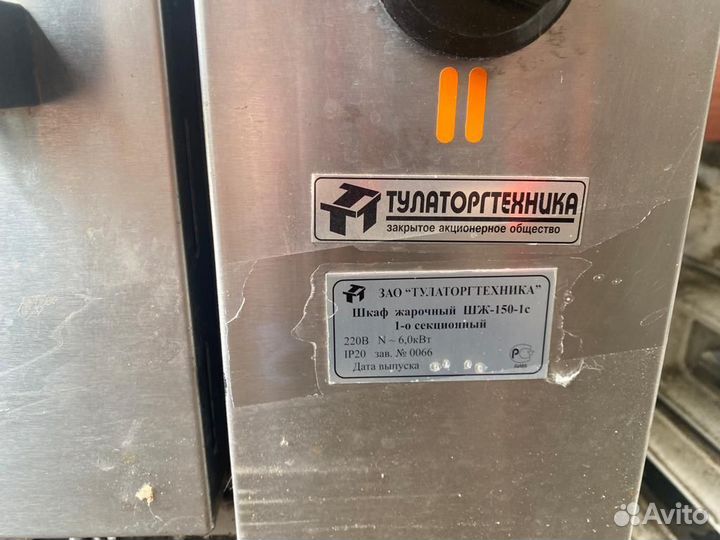 ТУЛАТОРГТЕХНИКА
закрытое акционерное общество
ЗАО "ТУЛАТОРГТЕХНИКА"
Шкаф жарочный ШЖ-150-1с
1-о секционный
220В N ~ 6,0кВт
IP20 зав. № 0066
Дата выпуска
Avito